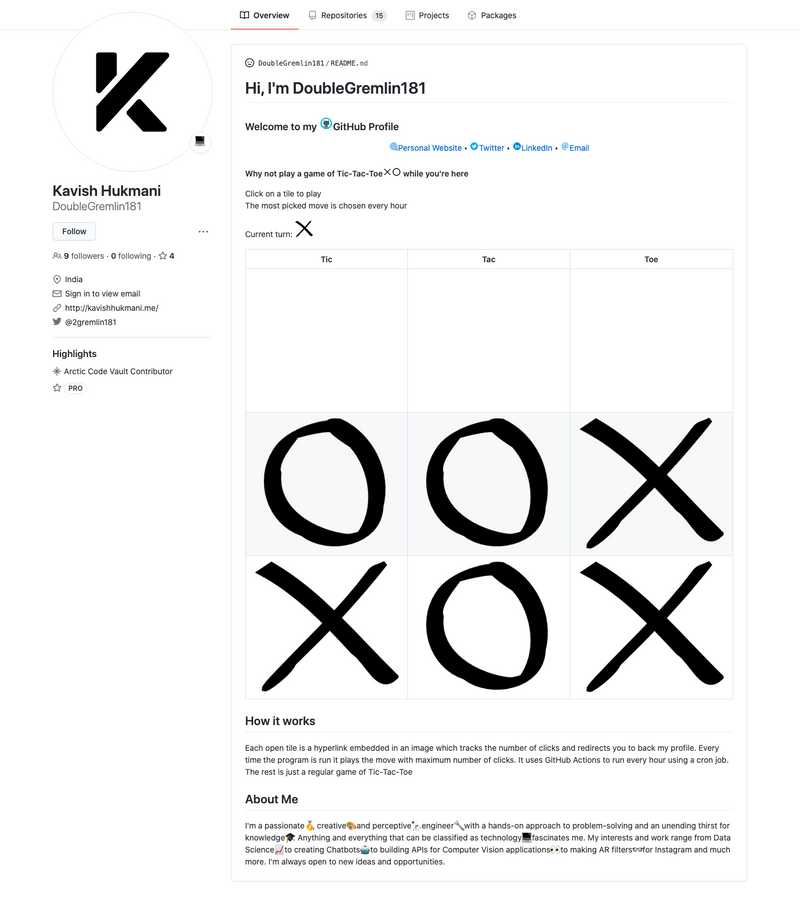 Overview
Repositories 15
Projects
Packages
Kavish Hukmani
DoubleGremlin181
Follow
9 followers · 0 following · 4
India
Sign in to view email
http://kavishhukmani.me/
@2gremlin181
Highlights
Arctic Code Vault Contributor
PRO
DoubleGremlin181/README.md
Hi, I'm DoubleGremlin181
Welcome to my GitHub Profile
Personal Website • Twitter • LinkedIn • Email
Why not play a game of Tic-Tac-Toe while you're here
Click on a tile to play
The most picked move is chosen every hour
Current turn: X
Tic Tac Toe
O O X
X O X
How it works
Each open tile is a hyperlink embedded in an image which tracks the number of clicks and redirects you to back my profile. Every
time the program is run it plays the move with maximum number of clicks. It uses GitHub Actions to run every hour using a cron job.
The rest is just a regular game of Tic-Tac-Toe
About Me
I'm a passionate creative and perceptive engineer with a hands-on approach to problem-solving and an unending thirst for
knowledge Anything and everything that can be classified as technology fascinates me. My interests and work range from Data
Science to creating Chatbots to building APIs for Computer Vision applications to making AR filters for Instagram and much
more. I'm always open to new ideas and opportunities.